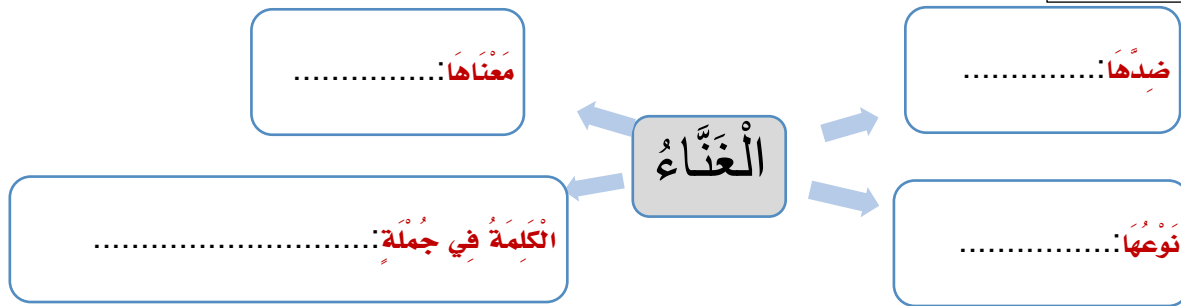 ضِدَّهَا:..............
مَعْنَاهَا:...............
الْغَنَّاءُ
نَوْعُهَا:................
الْكَلِمَةُ فِي جُمْلَةٍ:.............................